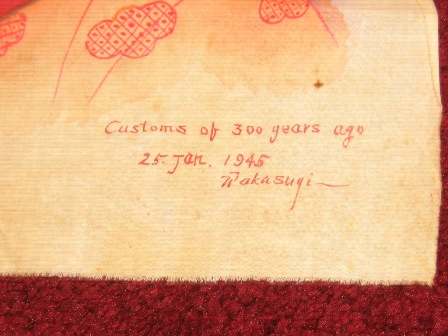 Customs of 300 years ago
25. Jan. 1945
Wakasugi